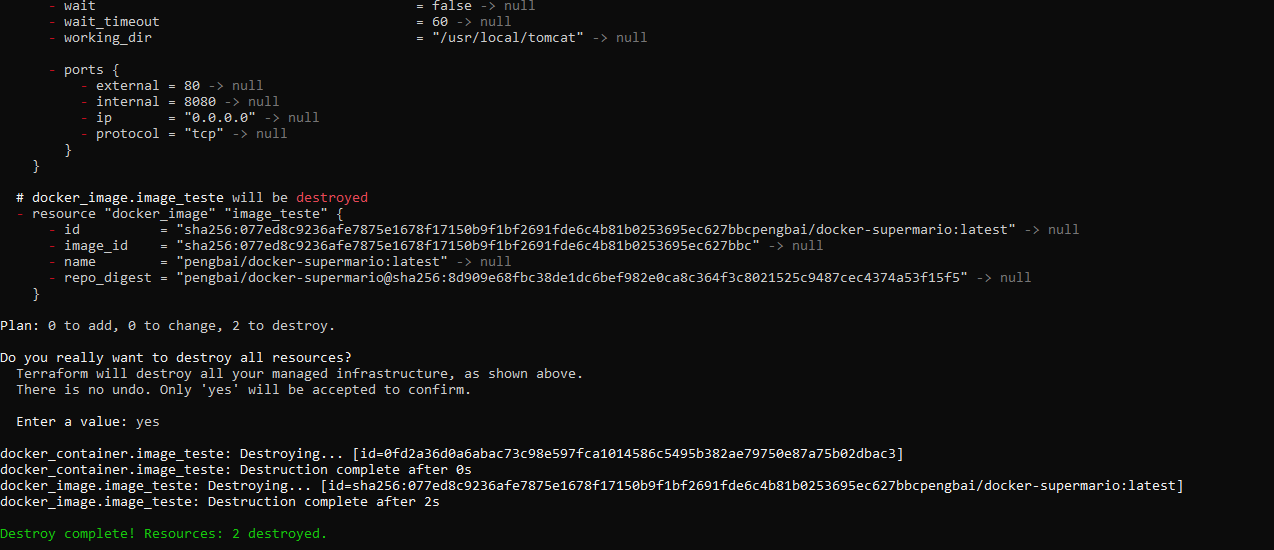 - wait = false -> null
- wait_timeout = 60 -> null
- working_dir = "/usr/local/tomcat" -> null
- ports {
- external = 80 -> null
- internal = 8080 -> null
- ip = "0.0.0.0" -> null
- protocol = "tcp" -> null
}
}
# docker_image.image_teste will be destroyed
- resource "docker_image" "image_teste" {
- id = "sha256:077ed8c9236afe7875e1678f17150b9f1bf2691fde6c4b81b0253695ec627bbcpengbai/docker-supermario:latest" -> null
- image_id = "sha256:077ed8c9236afe7875e1678f17150b9f1bf2691fde6c4b81b0253695ec627bbc" -> null
- name = "pengbai/docker-supermario:latest" -> null
- repo_digest = "pengbai/docker-supermario@sha256:8d909e68fbc38de1dc6bef982e0ca8c364f3c8021525c9487cec4374a53f15f5" -> null
}
Plan: 0 to add, 0 to change, 2 to destroy.
Do you really want to destroy all resources?
Terraform will destroy all your managed infrastructure, as shown above.
There is no undo. Only 'yes' will be accepted to confirm.
Enter a value: yes
docker_container.image_teste: Destroying... [id=0fd2a36d0a6abac73c98e597fca1014586c5495b382ae79750e87a75b02dbac3]
docker_container.image_teste: Destruction complete after 0s
docker_image.image_teste: Destroying... [id=sha256:077ed8c9236afe7875e1678f17150b9f1bf2691fde6c4b81b0253695ec627bbcpengbai/docker-supermario:latest]
docker_image.image_teste: Destruction complete after 2s
Destroy complete! Resources: 2 destroyed.